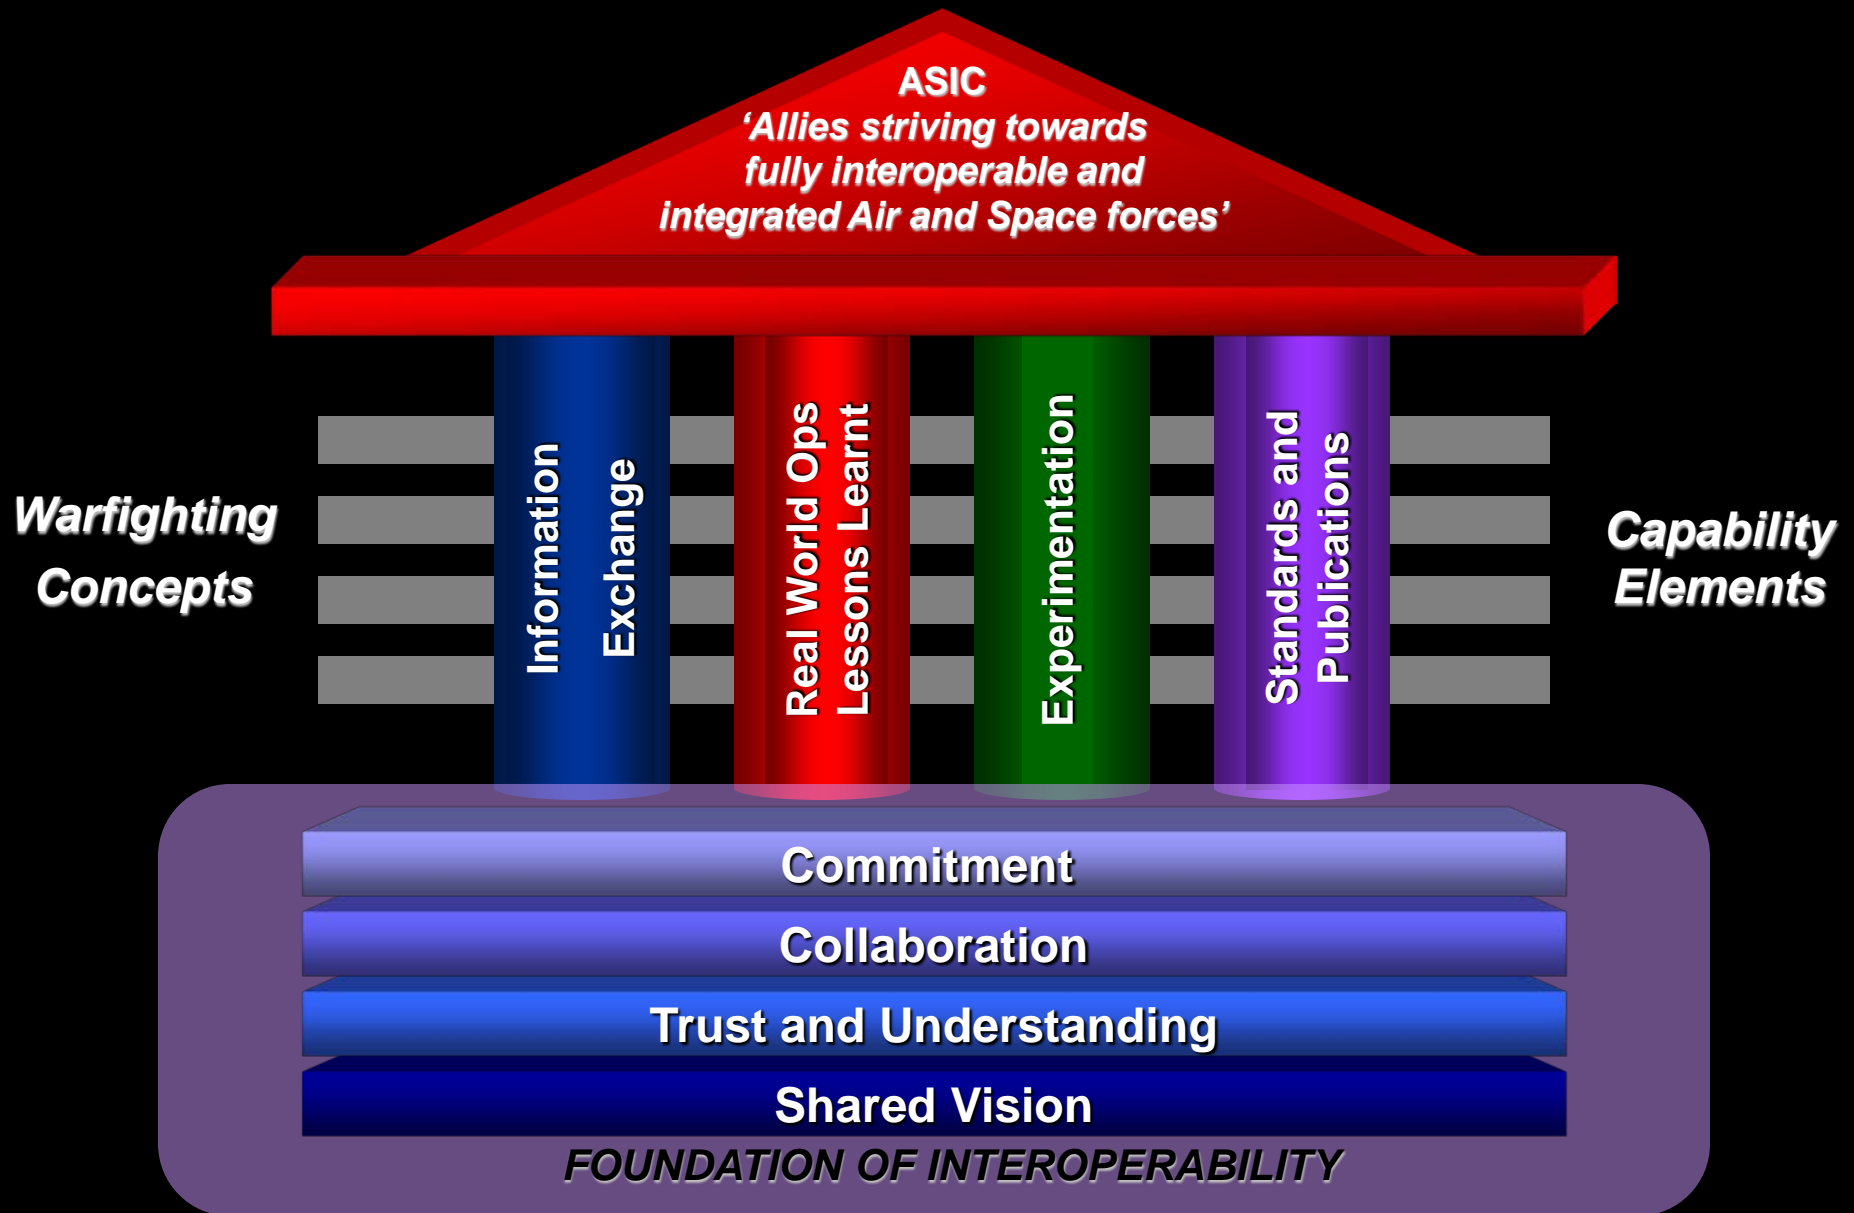 ASIC
‘Allies striving towards
fully interoperable and
integrated Air and Space forces’
Warfighting
Concepts
Information
Exchange
Real World Ops
Lessons Learnt
Experimentation
Standards and
Publications
Capability
Elements
Commitment
Collaboration
Trust and Understanding
Shared Vision
FOUNDATION OF INTEROPERABILITY